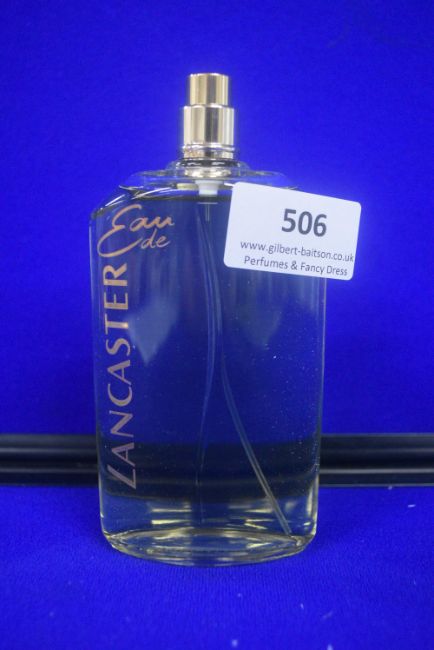 Eau
de
LANCASTER
506
www.gilbert-baitson.co.uk
Perfumes & Fancy Dress